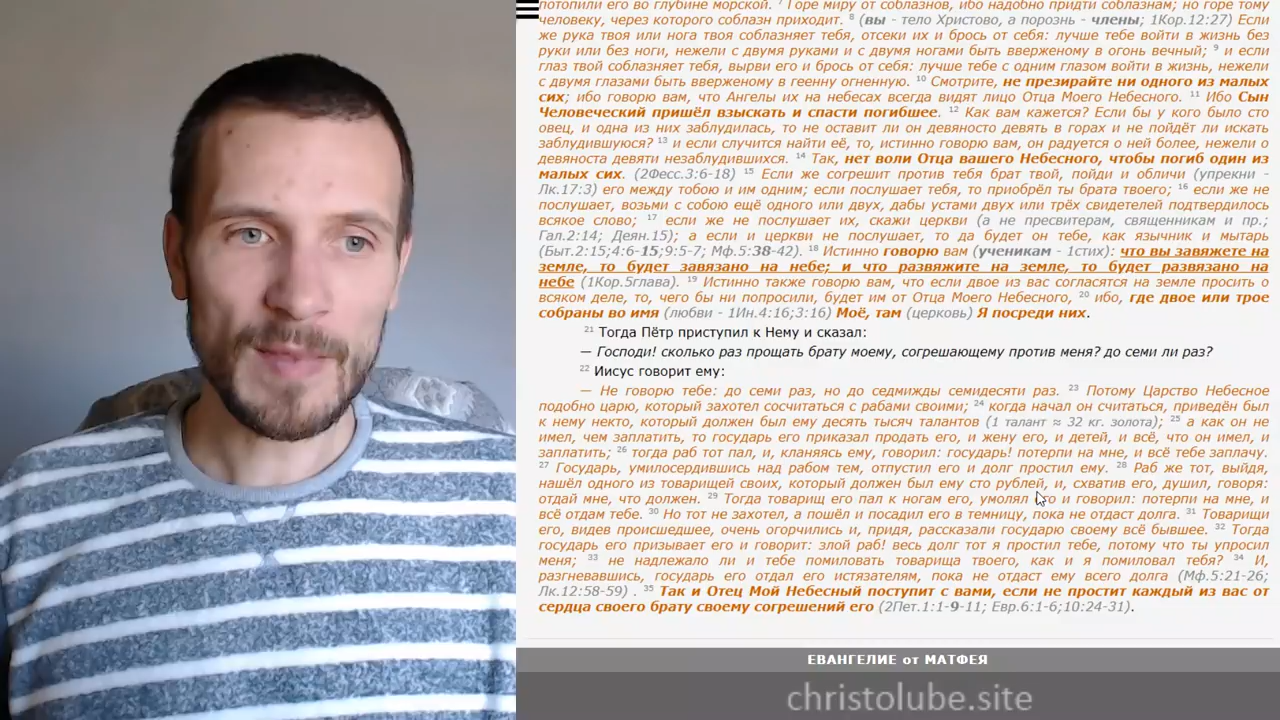 потопили его во глубине морской. 7 Горе миру от соблазнов, ибо надобно придти соблазнам; но горе тому
человеку, через которого соблазн приходит. 8 (вы - тело Христово, а порознь - члены; 1Кор.12:27) Если
же рука твоя или нога твоя соблазняет тебя, отсеки их и брось от себя: лучше тебе войти в жизнь без
руки или без ноги, нежели с двумя руками и с двумя ногами быть вверженому в огонь вечный; 9 и если
глаз твой соблазняет тебя, вырви его и брось от себя: лучше тебе с одним глазом войти в жизнь, нежели
с двумя глазами быть вверженому в геенну огненную. 10 Смотрите, не презирайте ни одного из малых
сих; ибо говорю вам, что Ангелы их на небесах всегда видят лицо Отца Моего Небесного. 11 Ибо Сын
Человеческий пришёл взыскать и спасти погибшее. 12 Как вам кажется? Если бы у кого было сто
овец, и одна из них заблудилась, то не оставит ли он девяносто девять в горах и не пойдёт ли искать
заблудившуюся? 13 и если случится найти её, то, истинно говорю вам, он радуется о ней более, нежели о
девяноста девяти незаблудившихся. 14 Так, нет воли Отца вашего Небесного, чтобы погиб один из
малых сих. (2Фесс.3:6-18) 15 Если же согрешит против тебя брат твой, пойди и обличи (упрекни -
Лк.17:3) его между тобою и им одним; если послушает тебя, то приобрёл ты брата твоего; 16 если же не
послушает, возьми с собою ещё одного или двух, дабы устами двух или трёх свидетелей подтвердилось
всякое слово; 17 если же не послушает их, скажи церкви (а не пресвитерам, священникам и пр.;
Гал.2:14; Деян.15); а если и церкви не послушает, то да будет он тебе, как язычник и мытарь
(Быт.2:15;4:6-15;9:5-7; Мф.5:38-42). 18 Истинно говорю вам (ученикам - 1стих): что вы завяжете на
земле, то будет завязано на небе; и что развяжите на земле, то будет развязано на
небе (1Кор.5глава). 19 Истинно также говорю вам, что если двое из вас согласятся на земле просить о
всяком деле, то, чего бы ни попросили, будет им от Отца Моего Небесного, 20 ибо, где двое или трое
собраны во имя (любви - 1Ин.4:16;3:16) Моё, там (церковь) Я посреди них.
21 Тогда Пётр приступил к Нему и сказал:
— Господи! сколько раз прощать брату моему, согрешающему против меня? до семи ли раз?
22 Иисус говорит ему:
— Не говорю тебе: до семи раз, но до седмижды семидесяти раз. 23 Потому Царство Небесное
подобно царю, который захотел сосчитаться с рабами своими; 24 когда начал он считаться, приведён был
к нему некто, который должен был ему десять тысяч талантов (1 талант ≈ 32 кг. золота); 25 а как он не
имел, чем заплатить, то государь его приказал продать его, и жену его, и детей, и всё, что он имел, и
заплатить; 26 тогда раб тот пал, и, кланяясь ему, говорил: государь! потерпи на мне, и всё тебе заплачу.
27 Государь, умилосердившись над рабом тем, отпустил его и долг простил ему. 28 Раб же тот, выйдя,
нашёл одного из товарищей своих, который должен был ему сто рублей, и, схватив его, душил, говоря:
отдай мне, что должен. 29 Тогда товарищ его пал к ногам его, умолял его и говорил: потерпи на мне, и
всё отдам тебе. 30 Но тот не захотел, а пошёл и посадил его в темницу, пока не отдаст долга. 31 Товарищи
его, видев происшедшее, очень огорчились и, придя, рассказали государю своему всё бывшее. 32 Тогда
государь его призывает его и говорит: злой раб! весь долг тот я простил тебе, потому что ты упросил
меня; 33 не надлежало ли и тебе помиловать товарища твоего, как и я помиловал тебя? 34 И,
разгневавшись, государь его отдал его истязателям, пока не отдаст ему всего долга (Мф.5:21-26;
Лк.12:58-59) . 35 Так и Отец Мой Небесный поступит с вами, если не простит каждый из вас от
сердца своего брату своему согрешений его (2Пет.1:1-9-11; Евр.6:1-6;10:24-31).
ЕВАНГЕЛИЕ от МАТФЕЯ
christolube.site